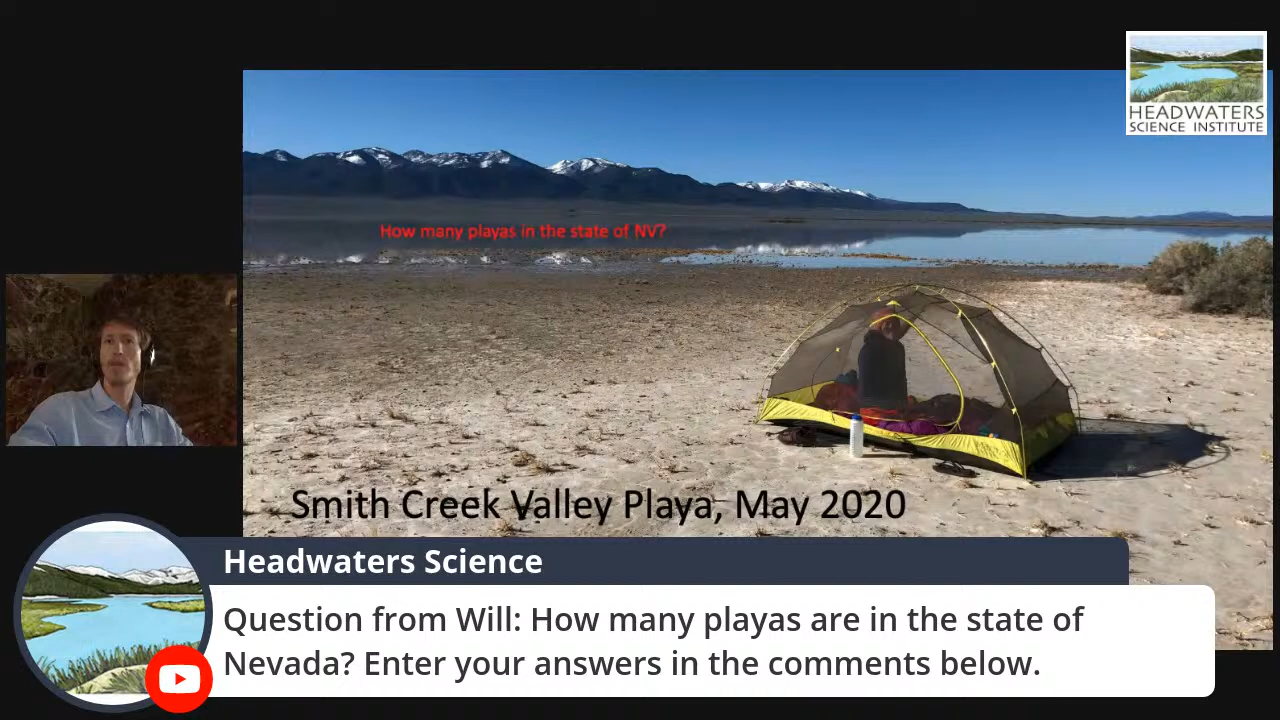 HEADWATERS
SCIENCE INSTITUTE
How many playas in the state of NV?
Smith Creek Valley Playa, May 2020
Headwaters Science
Question from Will: How many playas are in the state of
Nevada? Enter your answers in the comments below.